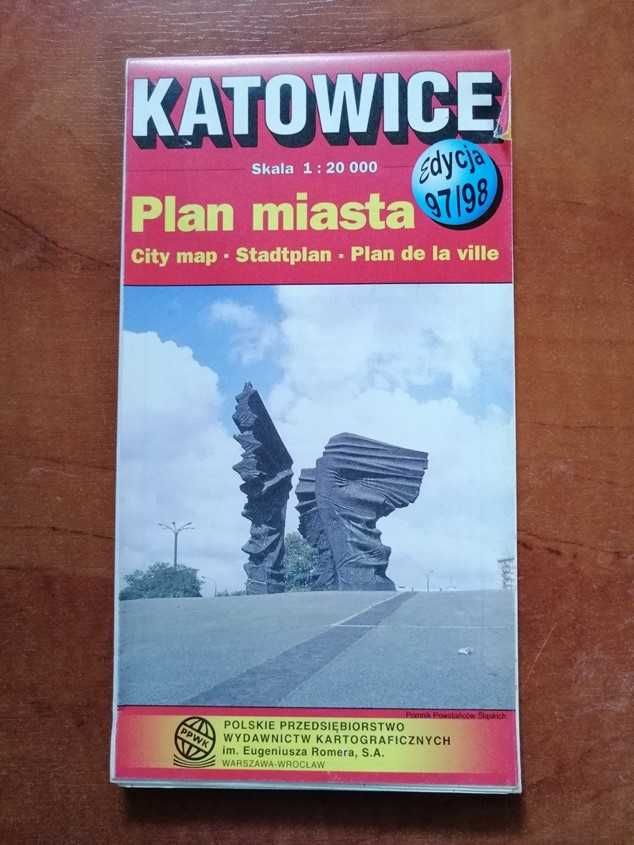 KATOWICE
Skala 1 : 20 000
Edycja
97/98
Plan miasta
City map · Stadtplan · Plan de la ville
Pomnik Powstańców Śląskich
PPWK
POLSKIE PRZEDSIĘBIORSTWO
WYDAWNICTW KARTOGRAFICZNYCH
im. Eugeniusza Romera, S.A.
WARSZAWA-WROCŁAW